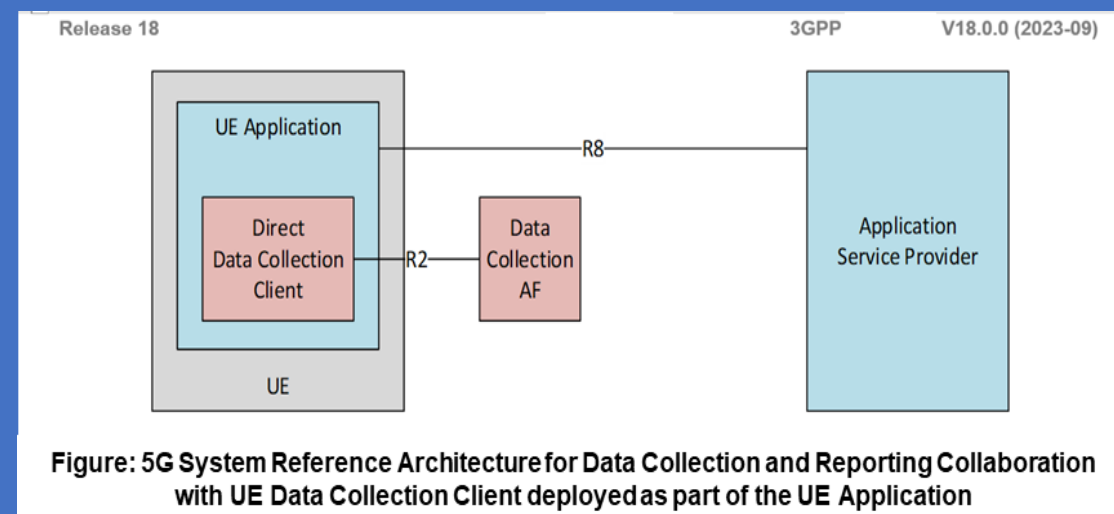 Release 18
3GPP
V18.0.0 (2023-09)
UE Application
R8
Direct
Data Collection
Client
R2
Data
Collection
AF
Application
Service Provider
UE
Figure: 5G System Reference Architecture for Data Collection and Reporting Collaboration
with UE Data Collection Client deployed as part of the UE Application